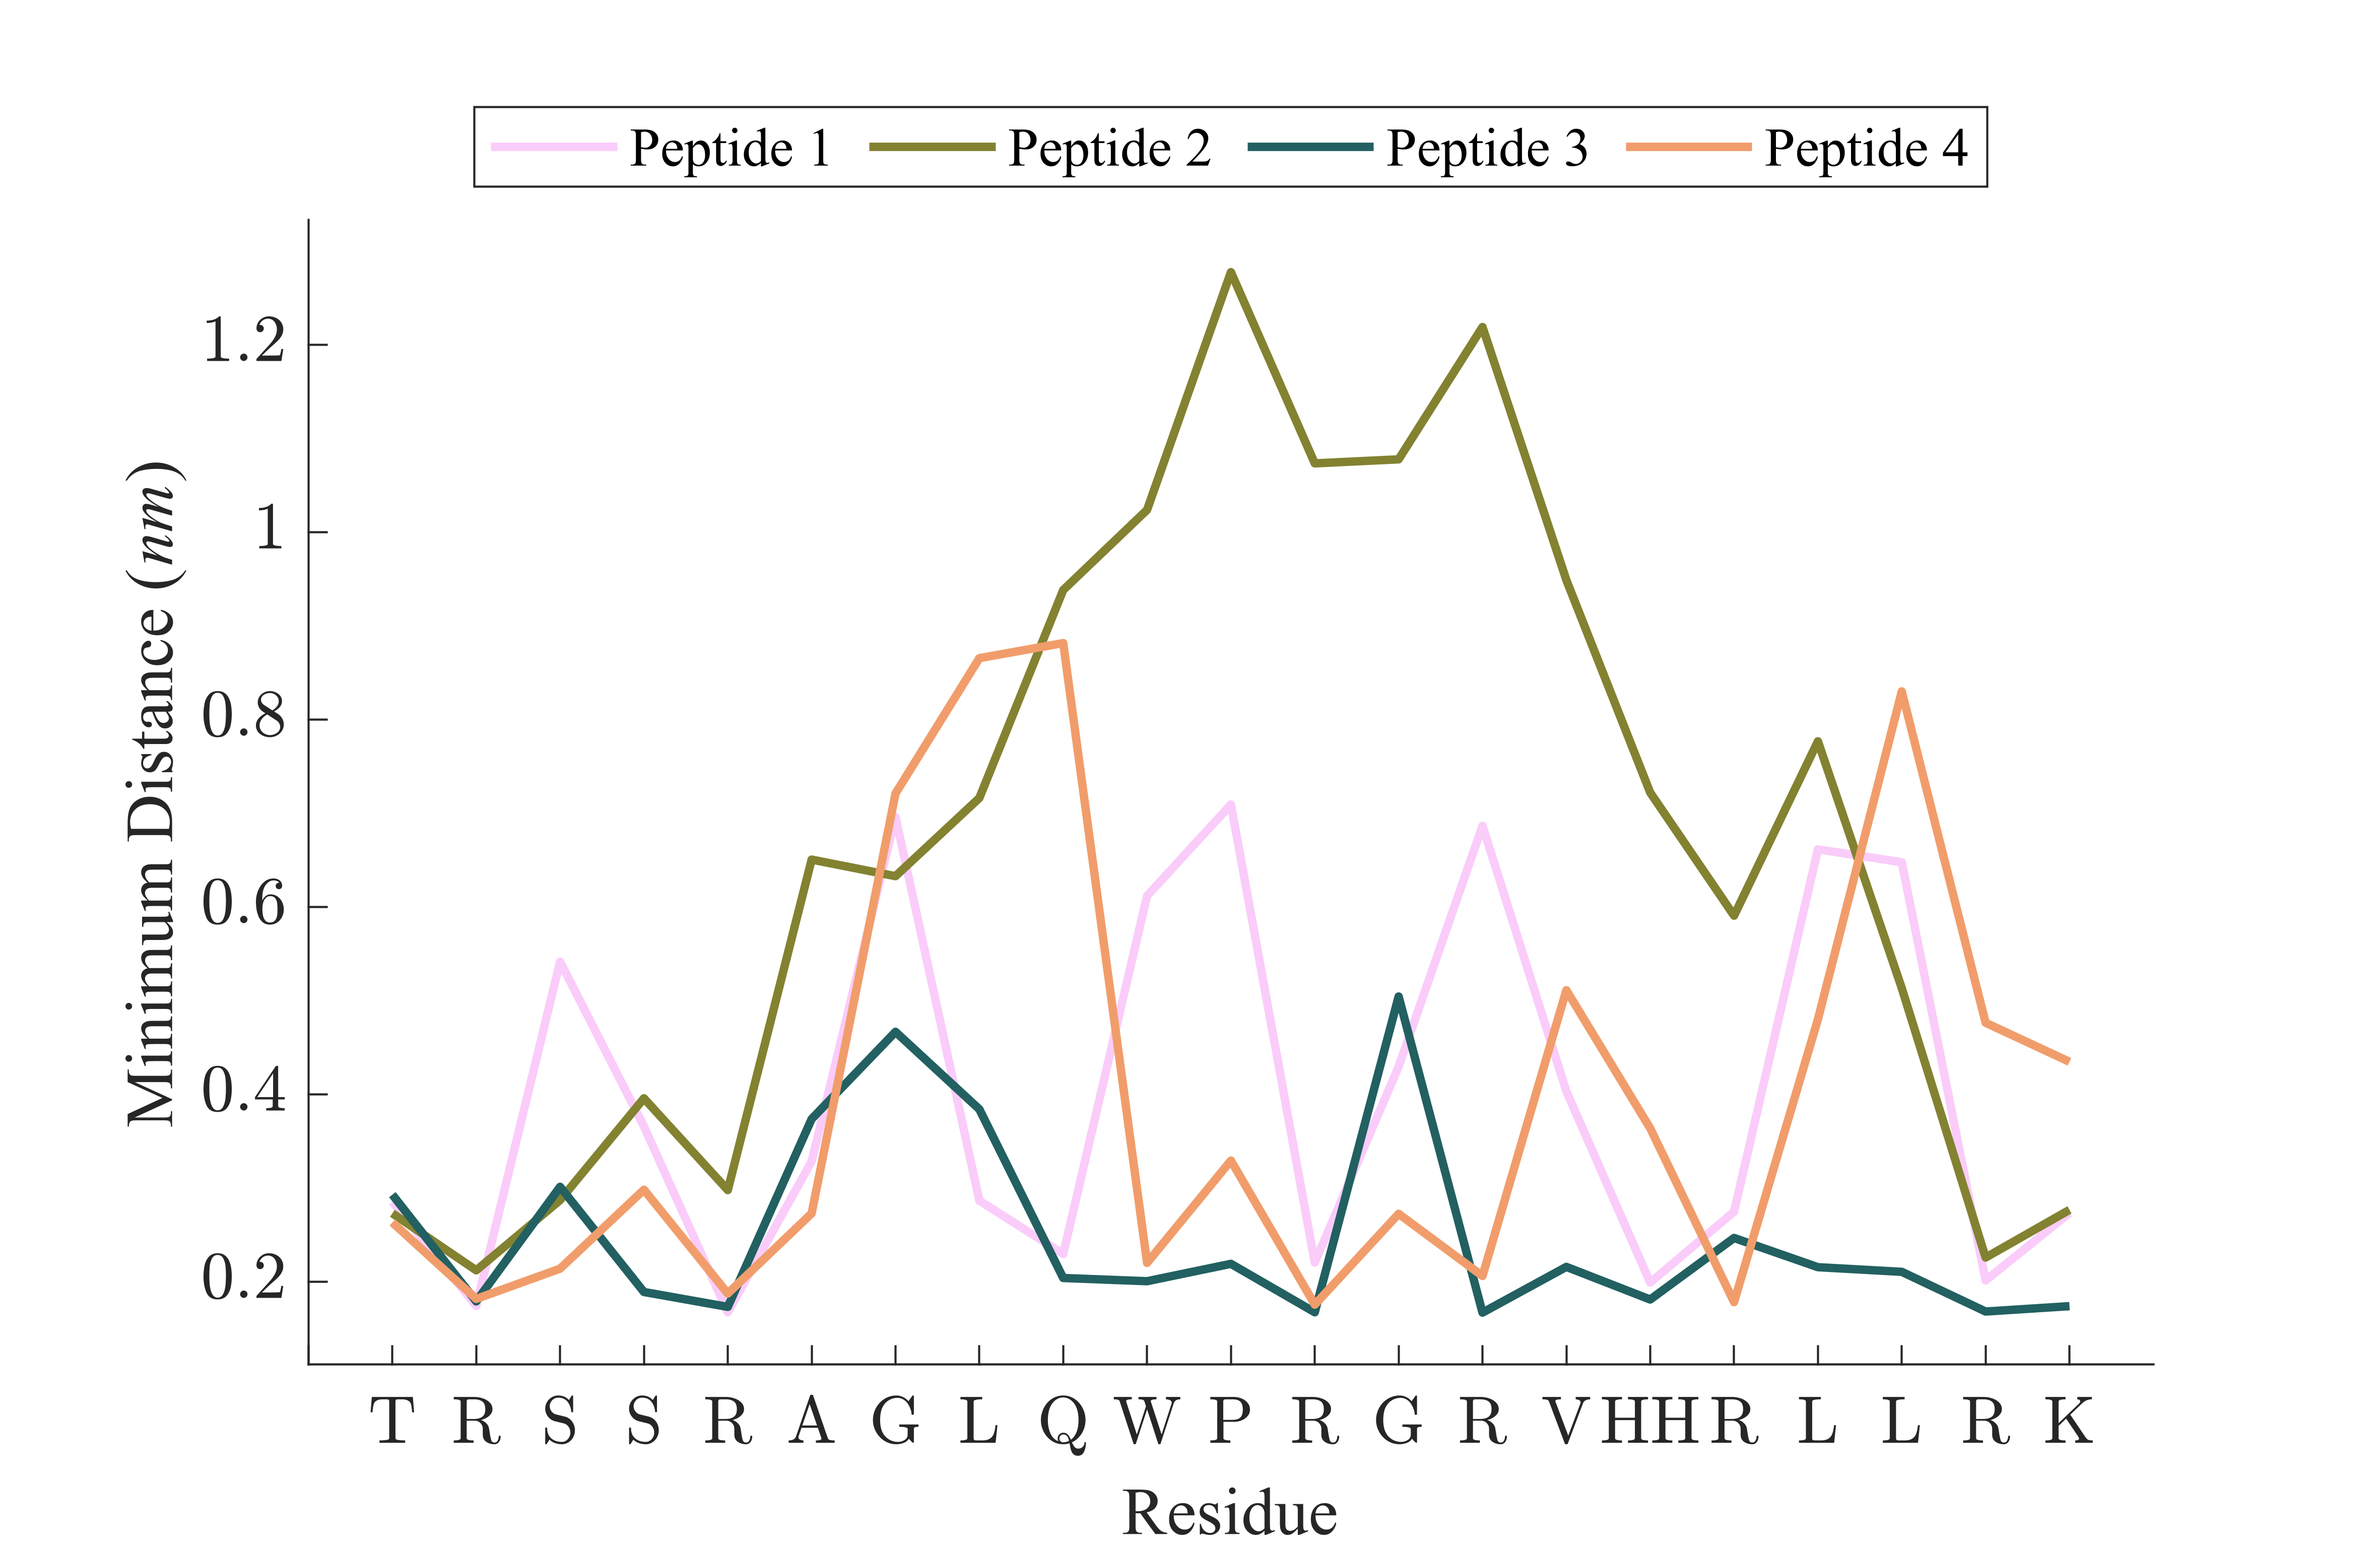 Peptide 1 Peptide 2 Peptide 3 Peptide 4
1.2
1
0.8
0.6
0.4
0.2
Minimum Distance (nm)
T R S S R A G L Q W P R G R V HH R L L R K
Residue